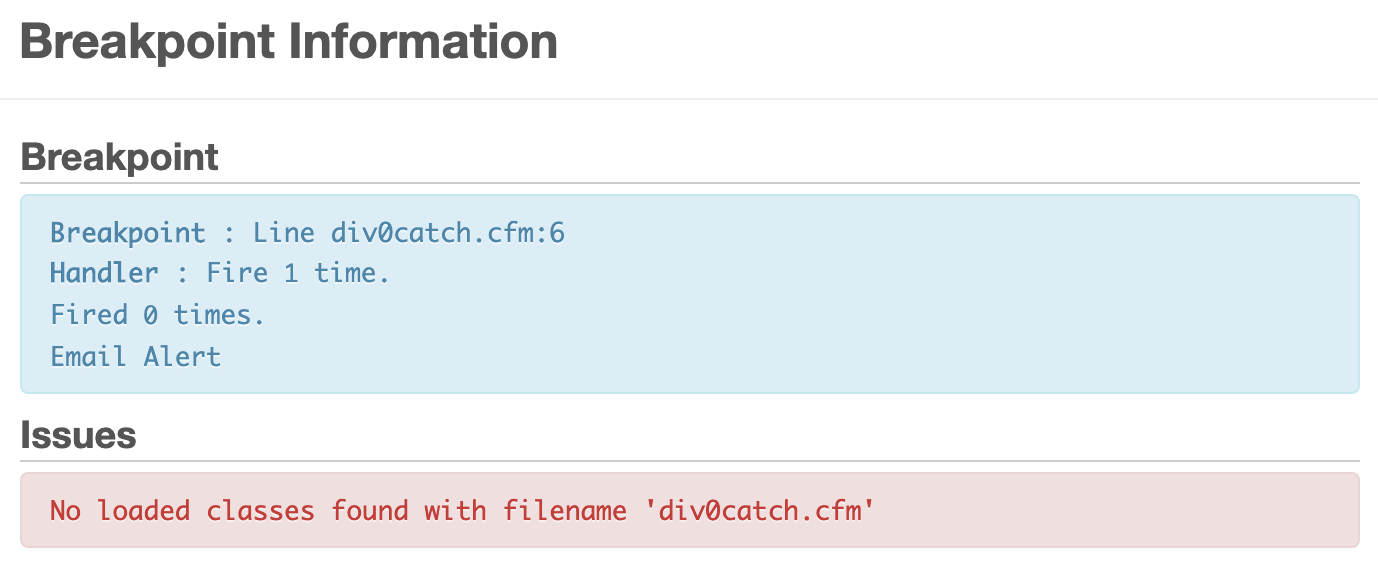 Breakpoint Information
Breakpoint
Breakpoint : Line div0catch.cfm:6
Handler : Fire 1 time.
Fired 0 times.
Email Alert
Issues
No loaded classes found with filename 'div0catch.cfm'